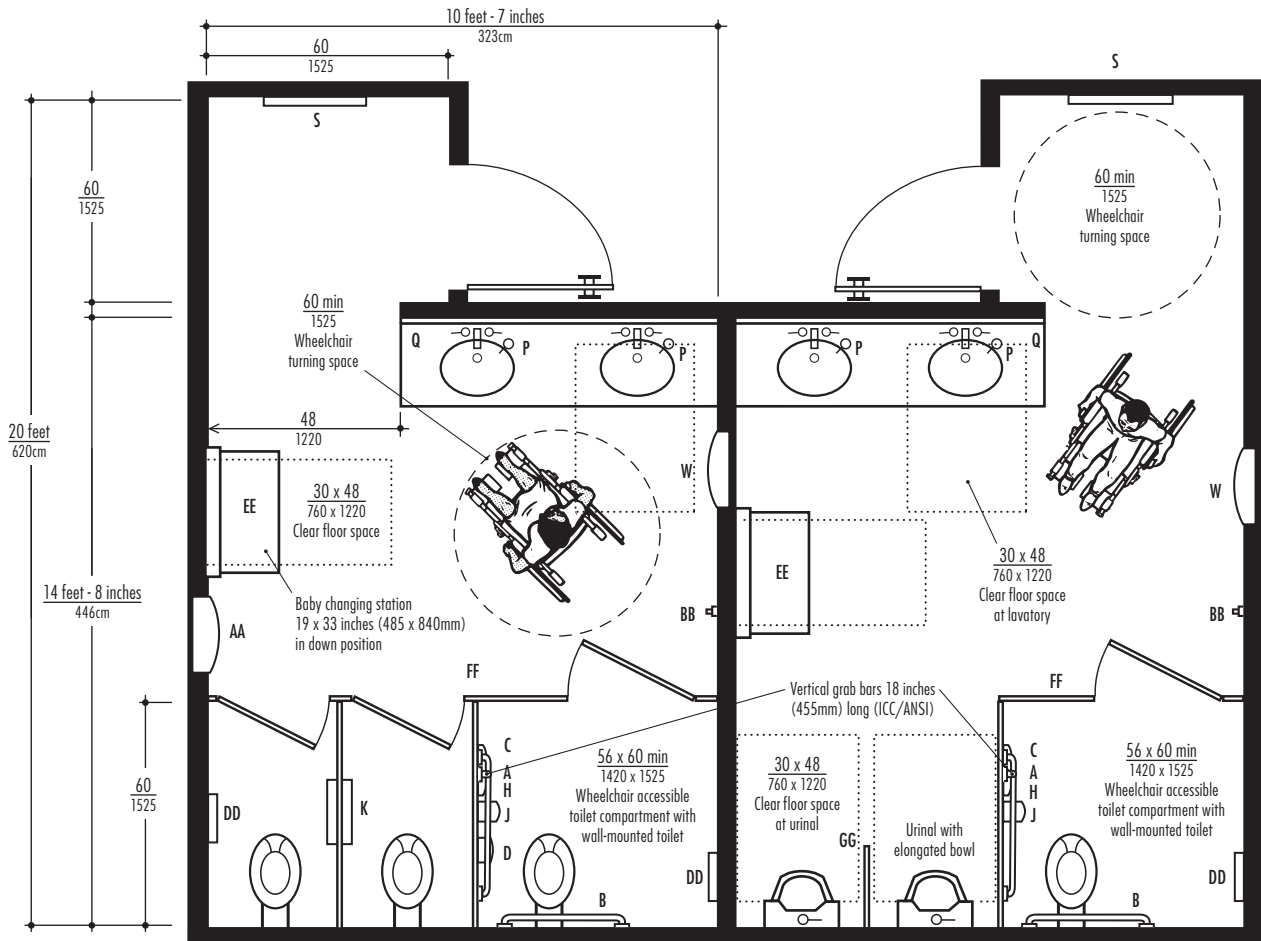 10 feet - 7 inches
323cm
60
1525
S
S
60
1525
60 min
1525
Wheelchair
turning space
60 min
1525
Wheelchair
turning space
Q
P
P
P
P
Q
48
1220
20 feet
620cm
W
W
EE
30 x 48
760 x 1220
Clear floor space
EE
30 x 48
760 x 1220
Clear floor space
at lavatory
14 feet - 8 inches
446cm
Baby changing station
19 x 33 inches (485 x 840mm)
in down position
AA
BB
BB
FF
FF
Vertical grab bars 18 inches
(455mm) long (ICC/ANSI)
60
1525
DD
K
C
A
H
J
D
56 x 60 min
1420 x 1525
Wheelchair accessible
toilet compartment with
wall-mounted toilet
DD
B
30 x 48
760 x 1220
Clear floor space
at urinal
GG
Urinal with
elongated bowl
C
A
H
J
56 x 60 min
1420 x 1525
Wheelchair accessible
toilet compartment with
wall-mounted toilet
DD
B